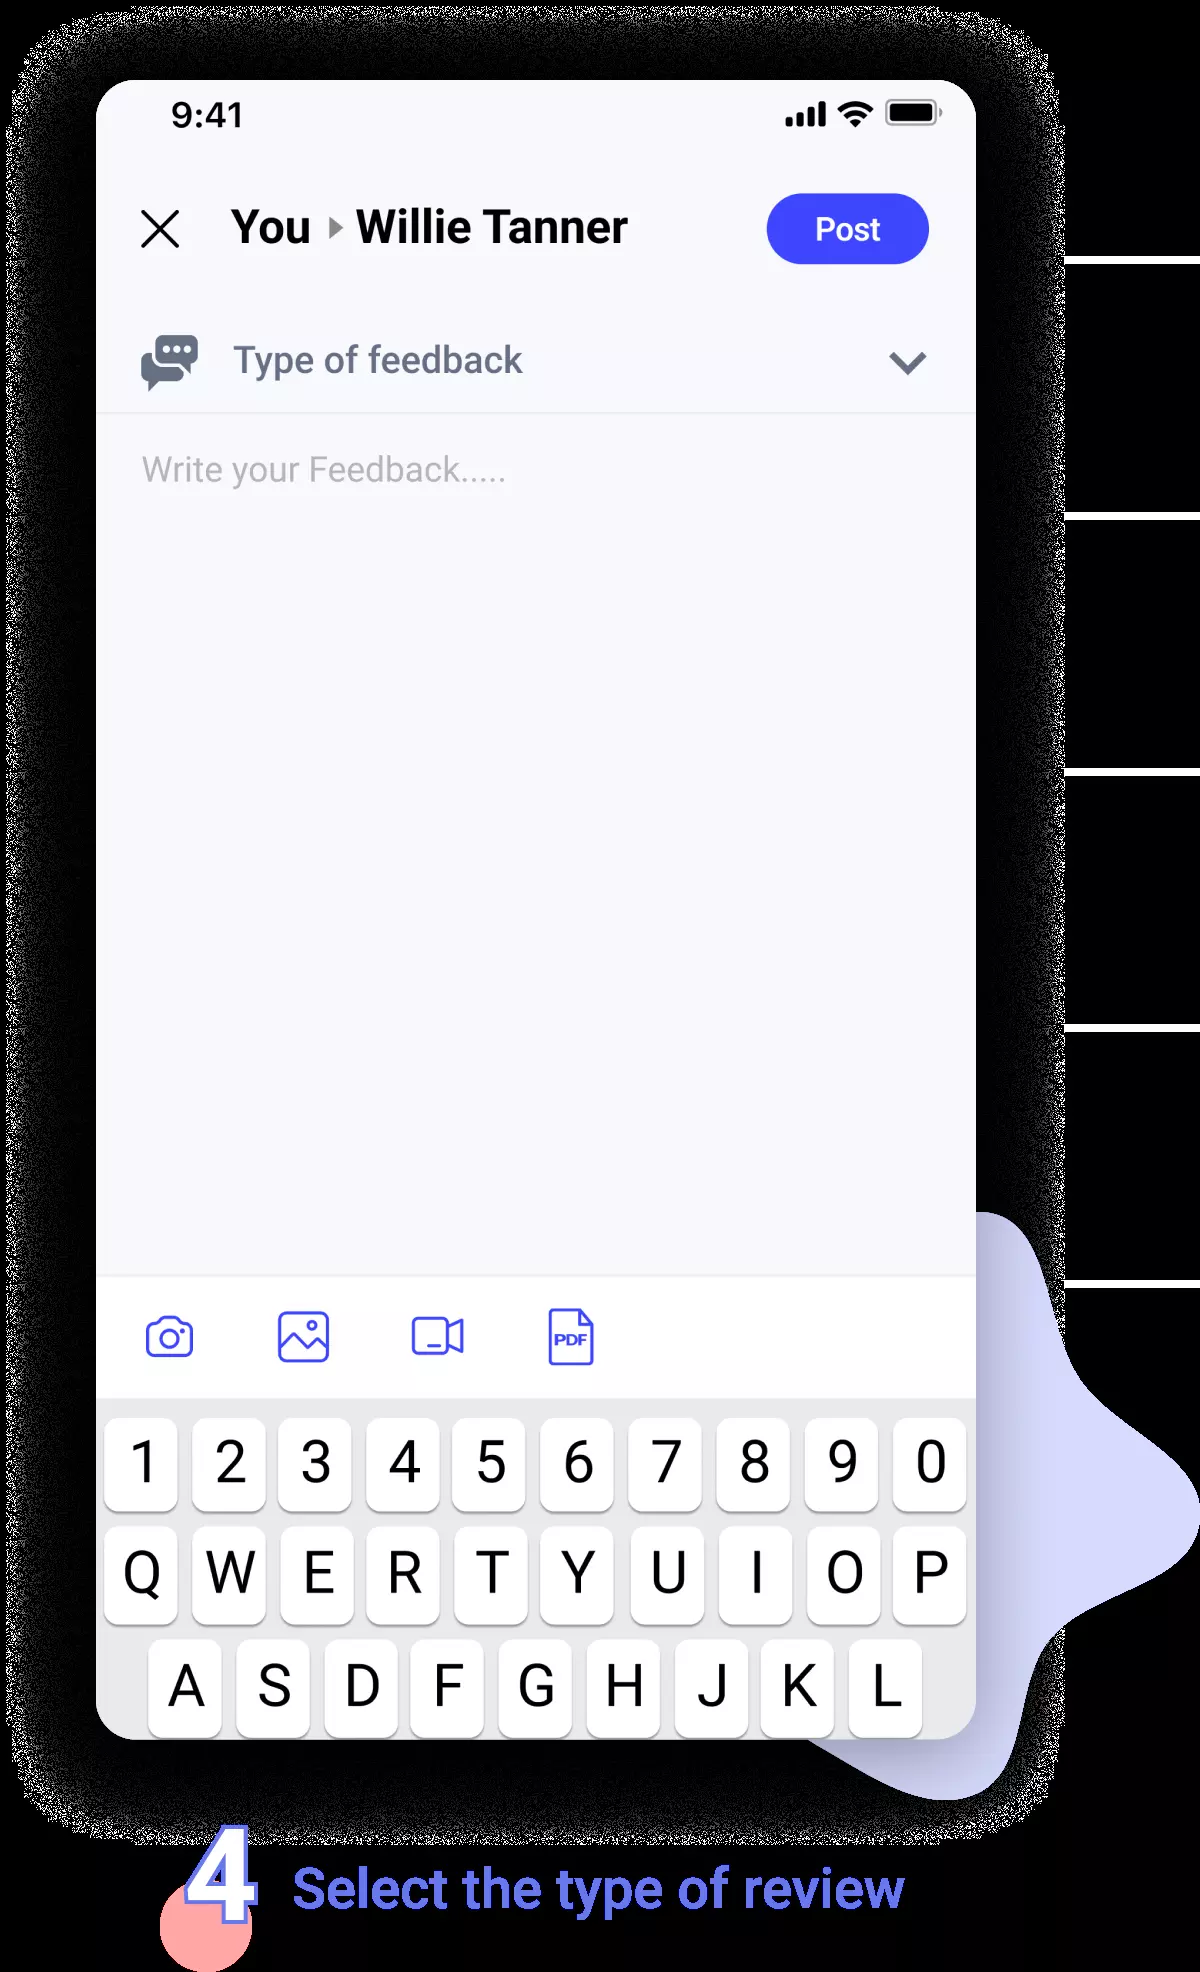 9:41
You Willie Tanner Post
Type of feedback
Write your Feedback.....
PDF
1 2 3 4 5 6 7 8 9 0
Q W E R T Y U I O P
A S D F G H J K L
4 Select the type of review